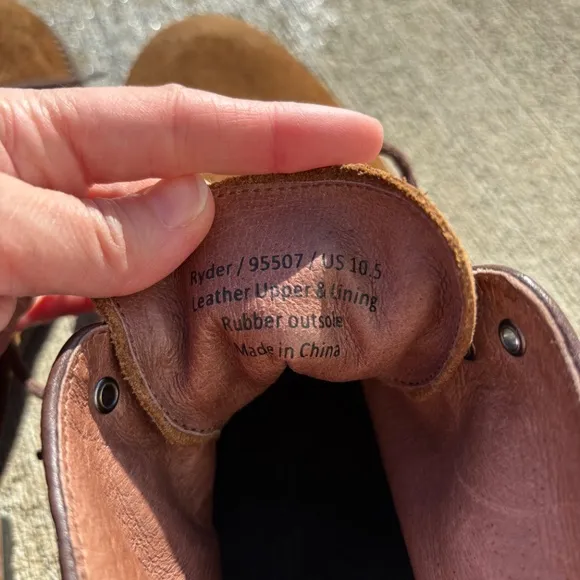 Ryder / 95507 / US 10.5
Leather Upper & Lining
Rubber outsole
Made in China